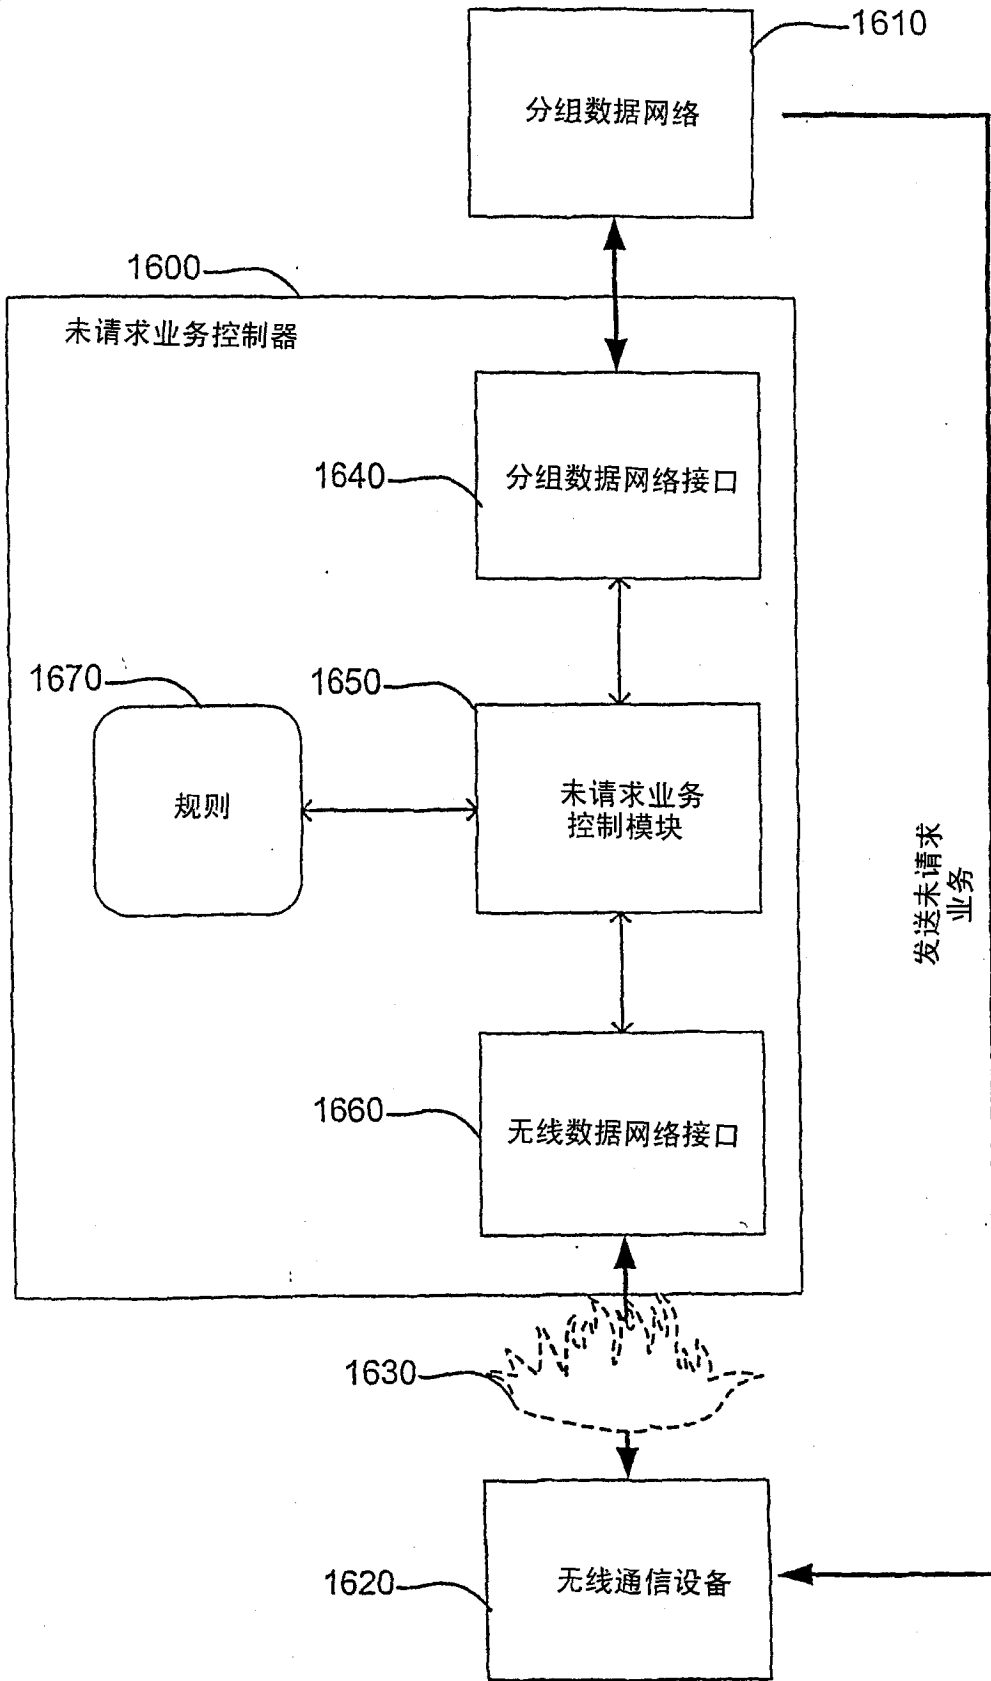 1610
分组数据网络
1600
未请求业务控制器
1640
分组数据网络接口
1670
1650
规则
未请求业务
控制模块
发送未请求
业务
1660
无线数据网络接口
1630
1620
无线通信设备